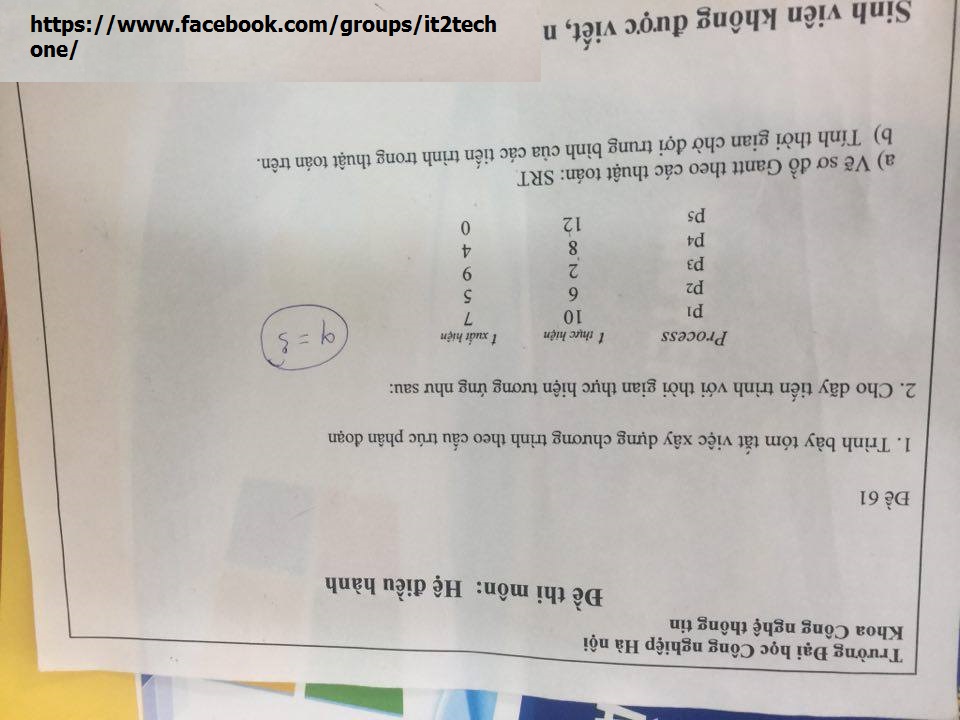 https://www.facebook.com/groups/it2tech
one/
Trường Đại học Công nghiệp Hà nội
Khoa Công nghệ thông tin
Đề thi môn: Hệ điều hành
Đề 61
1. Trình bày tóm tắt việc xây dựng chương trình theo cấu trúc phân đoạn
2. Cho dãy tiến trình với thời gian thực hiện tương ứng như sau:
Process t thực hiện t xuất hiện
P1 10 7
P2 6 5
P3 2 9
P4 8 4
P5 12 0
q = 3
a) Vẽ sơ đồ Gantt theo các thuật toán: SRT
b) Tính thời gian chờ đợi trung bình của các tiến trình trong thuật toán trên.
Sinh viên không được viết, n